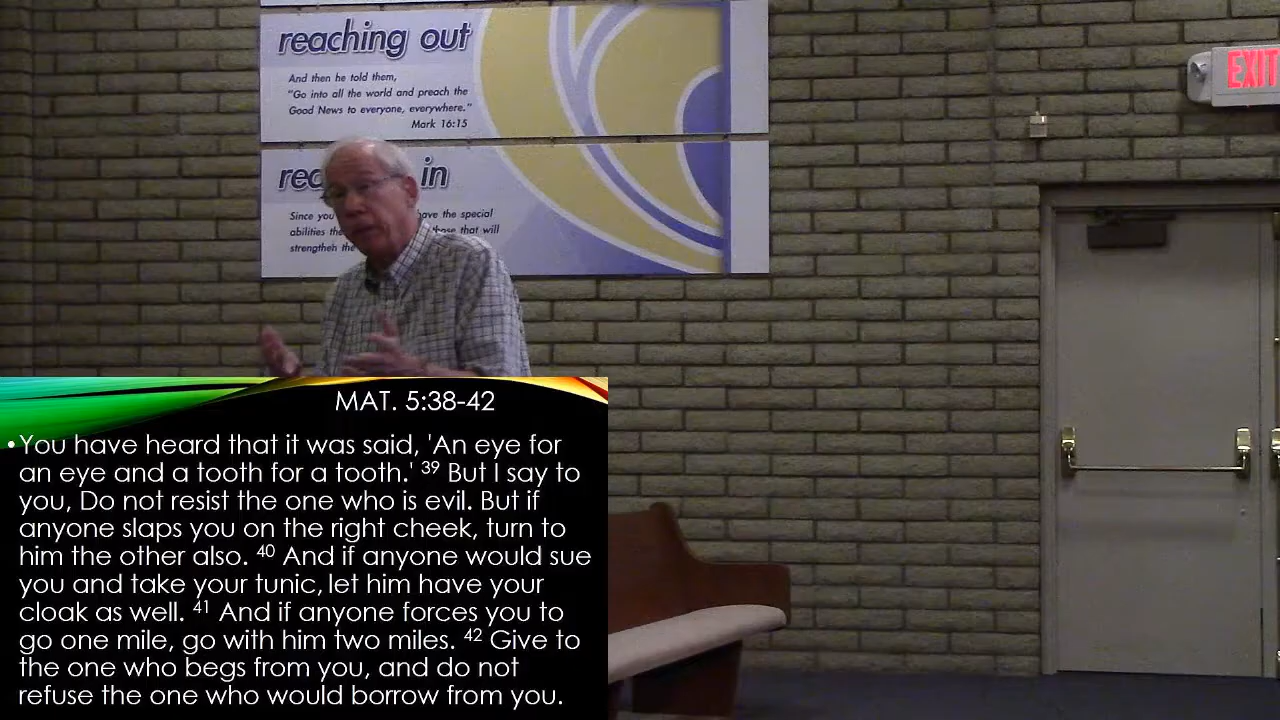 reaching out
And then he told them,
"Go into all the world and preach the
Good News to everyone, everywhere."
Mark 16:15
in
Since you have the special
abilities those that will
strengthen the
EXIT
MAT. 5:38-42
•You have heard that it was said, 'An eye for
an eye and a tooth for a tooth.' 39 But I say to
you, Do not resist the one who is evil. But if
anyone slaps you on the right cheek, turn to
him the other also. 40 And if anyone would sue
you and take your tunic, let him have your
cloak as well. 41 And if anyone forces you to
go one mile, go with him two miles. 42 Give to
the one who begs from you, and do not
refuse the one who would borrow from you.